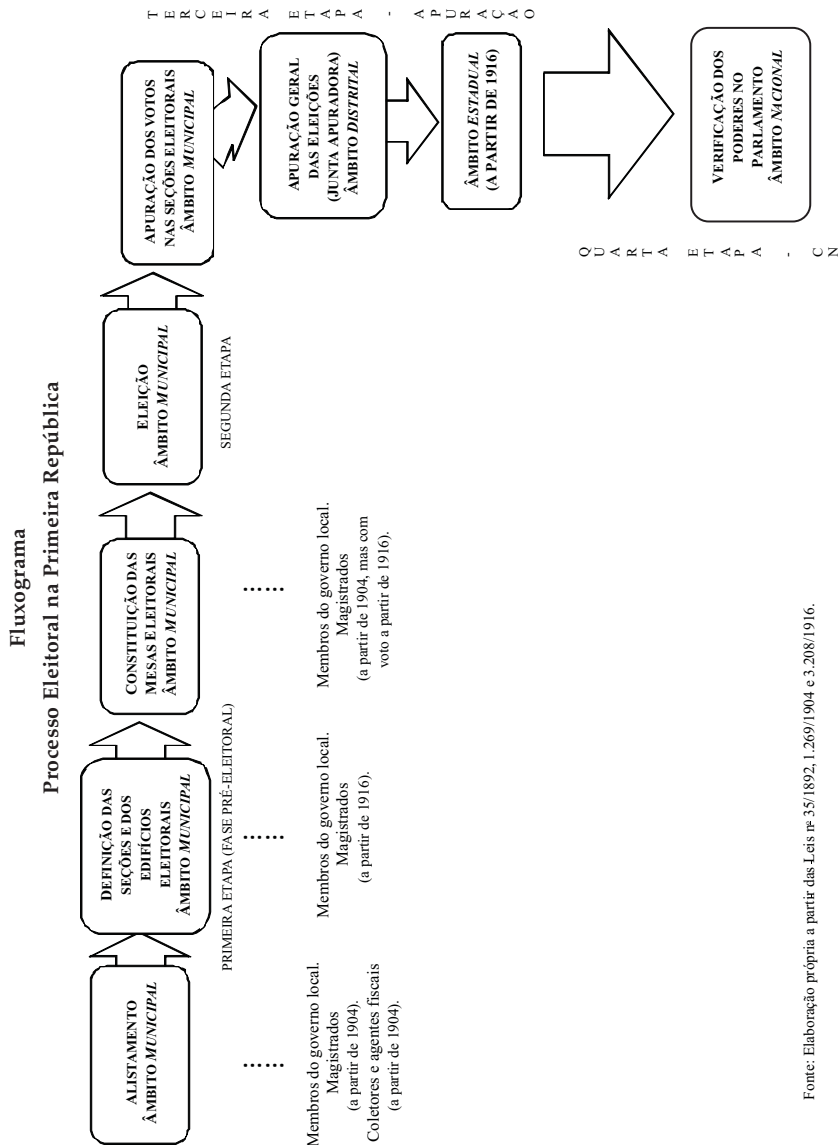 Fluxograma
Processo Eleitoral na Primeira República
ALISTAMENTO
ÂMBITO MUNICIPAL
DEFINIÇÃO DAS
SEÇÕES E DOS
EDIFÍCIOS
ELEITORAIS
ÂMBITO MUNICIPAL
CONSTITUIÇÃO DAS
MESAS ELEITORAIS
ÂMBITO MUNICIPAL
ELEIÇÃO
ÂMBITO MUNICIPAL
APURAÇÃO DOS VOTOS
NAS SEÇÕES ELEITORAIS
ÂMBITO MUNICIPAL
PRIMEIRA ETAPA (FASE PRÉ-ELEITORAL)
SEGUNDA ETAPA
TERCEIRA ETAPA - APURAÇÃO
......
......
......
Membros do governo local.
Magistrados
(a partir de 1904).
Coletores e agentes fiscais
(a partir de 1904).
Membros do governo local.
Magistrados
(a partir de 1916).
Membros do governo local.
Magistrados
(a partir de 1904, mas com
voto a partir de 1916).
APURAÇÃO GERAL
DAS ELEIÇÕES
(JUNTA APURADORA)
ÂMBITO DISTRITAL
ÂMBITO ESTADUAL
(A PARTIR DE 1916)
QUARTA ETAPA - CN
VERIFICAÇÃO DOS
PODERES NO
PARLAMENTO
ÂMBITO NACIONAL
Fonte: Elaboração própria a partir das Leis nº 35/1892, 1.269/1904 e 3.208/1916.